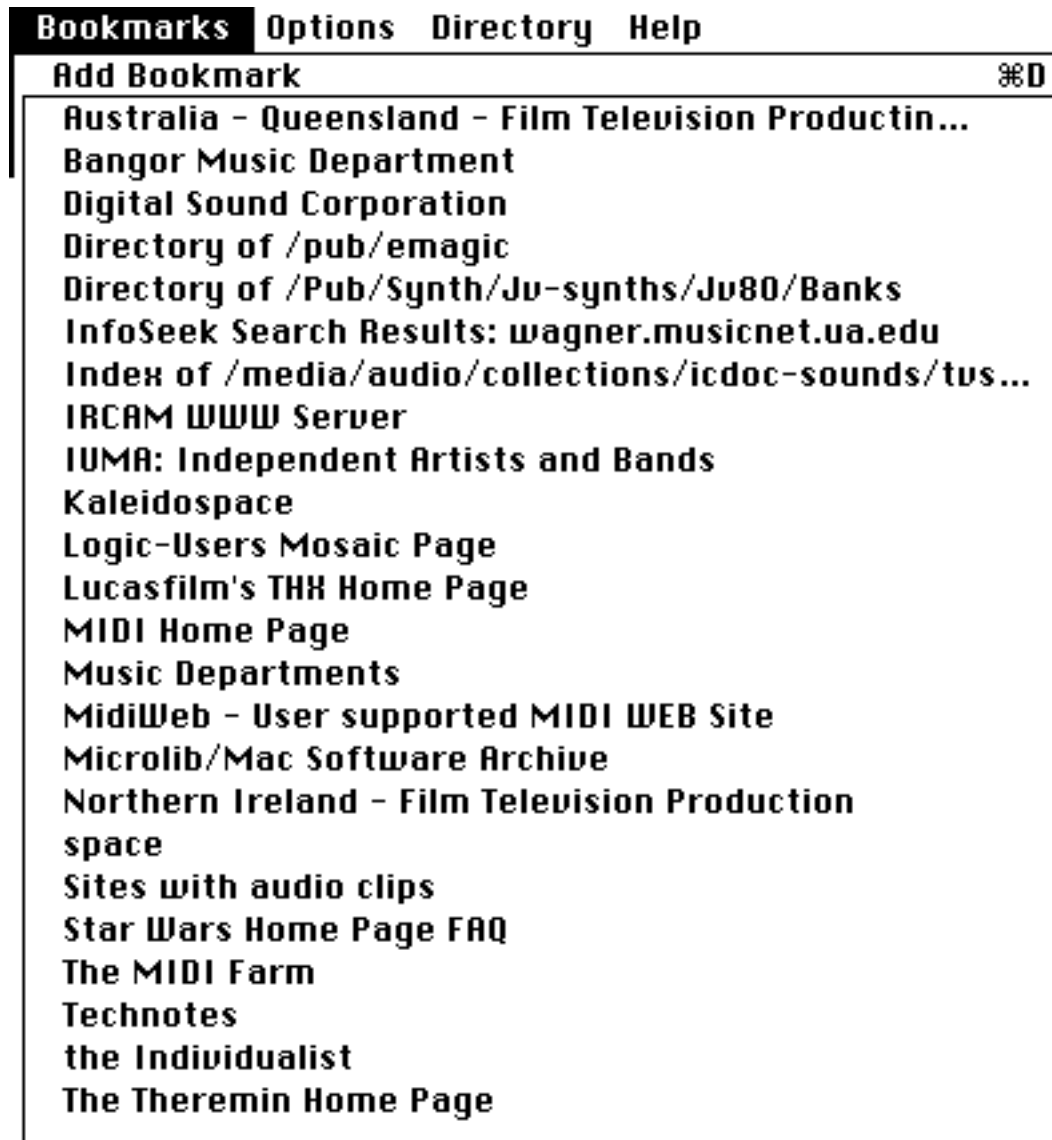 Bookmarks Options Directory Help
Add Bookmark ⌘D
Australia - Queensland - Film Television Productin...
Bangor Music Department
Digital Sound Corporation
Directory of /pub/emagic
Directory of /Pub/Synth/Jv-synths/Jv80/Banks
InfoSeek Search Results: wagner.musicnet.ua.edu
Index of /media/audio/collections/icdoc-sounds/tvs...
IRCAM WWW Server
IUMA: Independent Artists and Bands
Kaleidospace
Logic-Users Mosaic Page
Lucasfilm's THX Home Page
MIDI Home Page
Music Departments
MidiWeb - User supported MIDI WEB Site
Microlib/Mac Software Archive
Northern Ireland - Film Television Production
space
Sites with audio clips
Star Wars Home Page FAQ
The MIDI Farm
Technotes
the Individualist
The Theremin Home Page